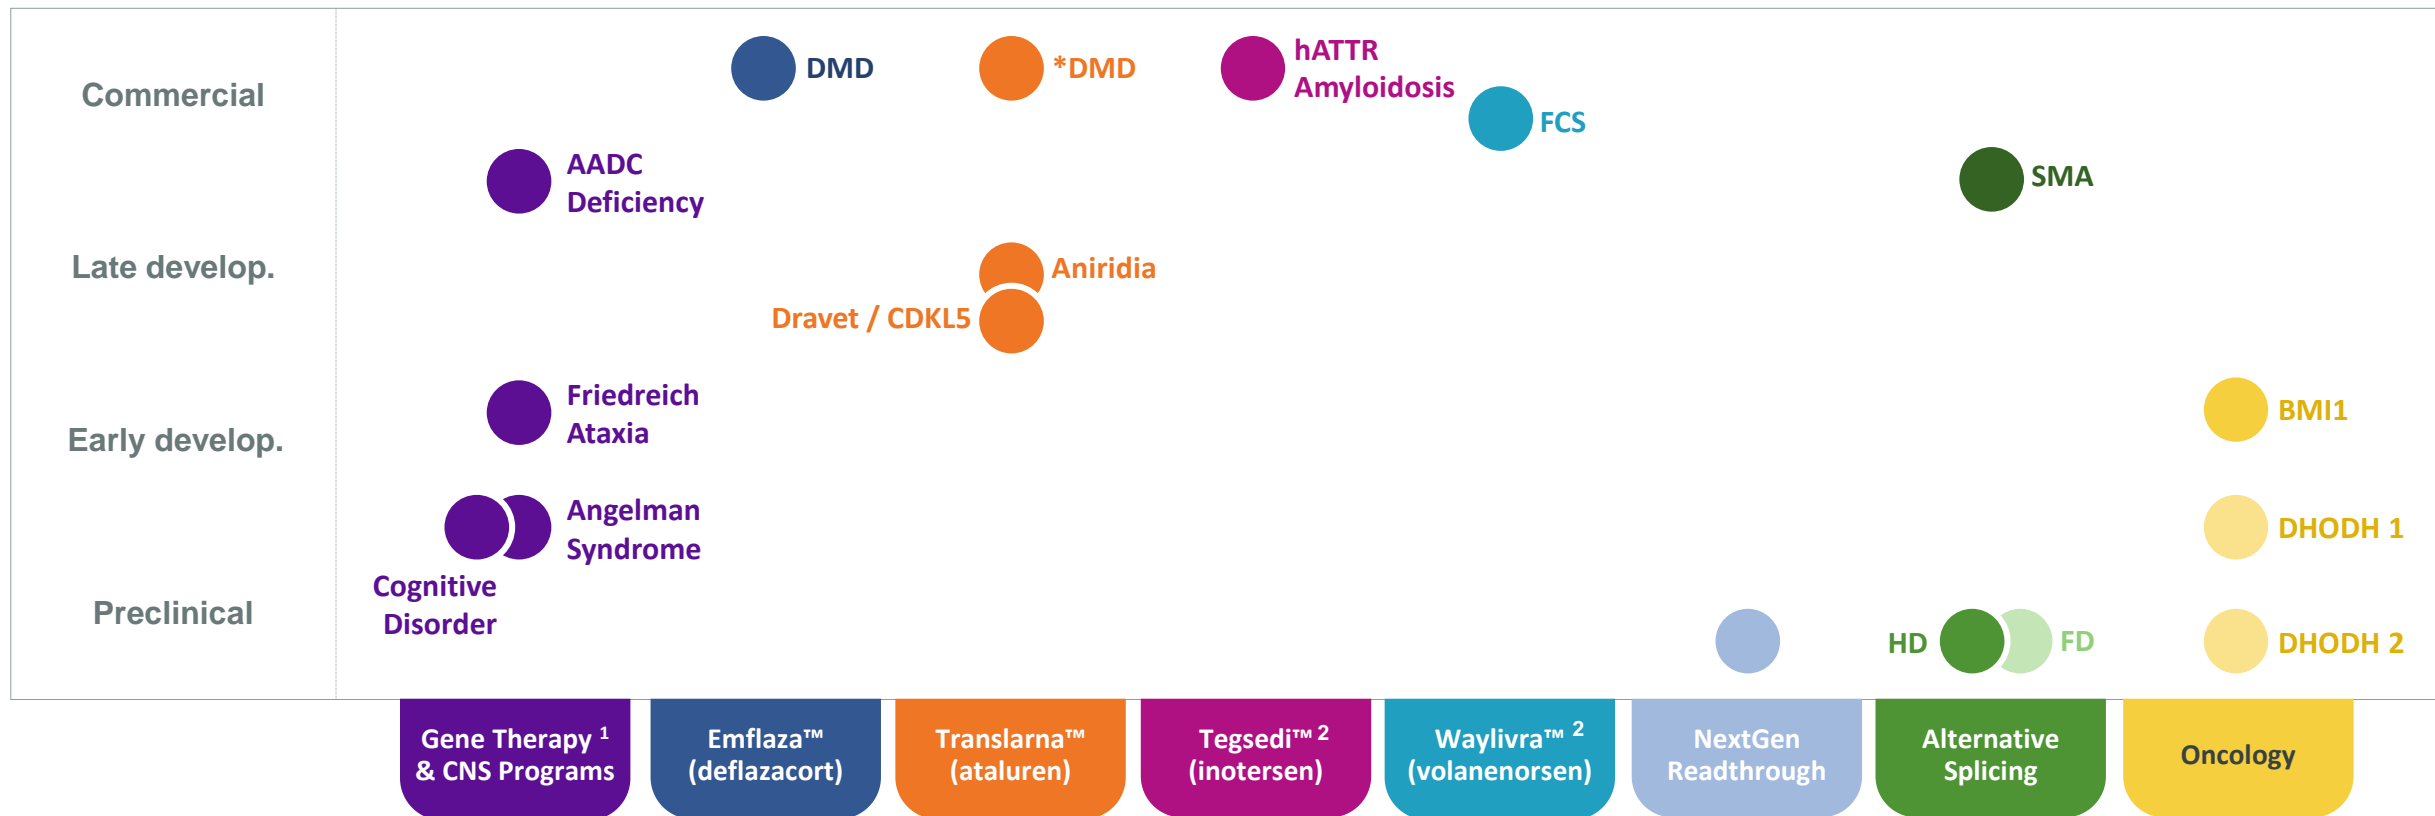 Commercial
DMD
*DMD
hATTR
Amyloidosis
FCS
AADC
Deficiency
SMA
Late develop.
Aniridia
Dravet / CDKL5
Early develop.
Friedreich
Ataxia
BMI1
Angelman
Syndrome
DHODH 1
Preclinical
Cognitive
Disorder
HD
FD
DHODH 2
Gene Therapy 1
& CNS Programs
Emflaza™
(deflazacort)
Translarna™
(ataluren)
Tegsedi™ 2
(inotersen)
Waylivra™ 2
(volanenorsen)
NextGen
Readthrough
Alternative
Splicing
Oncology